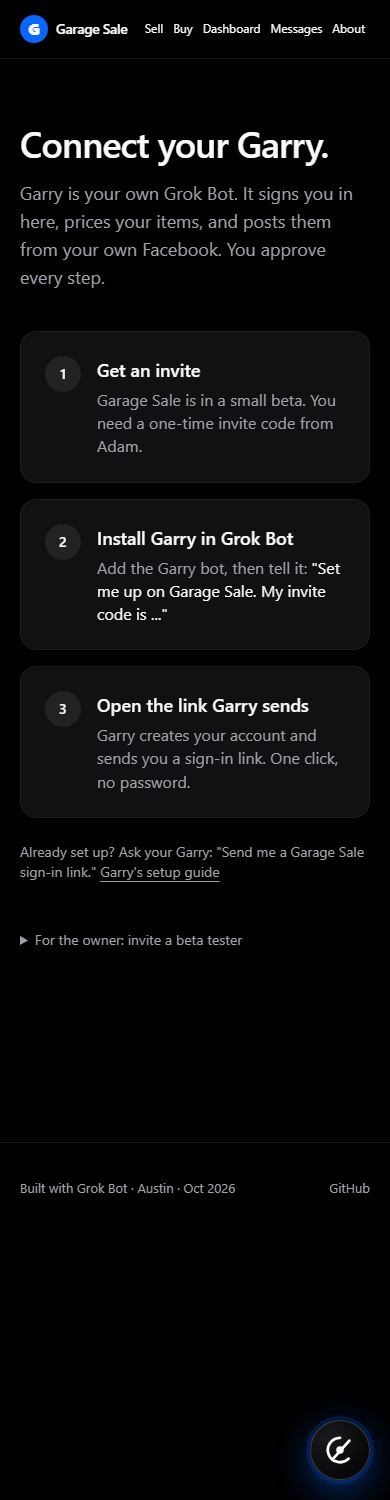 G Garage Sale Sell Buy Dashboard Messages About
Connect your Garry.
Garry is your own Grok Bot. It signs you in
here, prices your items, and posts them
from your own Facebook. You approve
every step.
1 Get an invite
Garage Sale is in a small beta. You
need a one-time invite code from
Adam.
2 Install Garry in Grok Bot
Add the Garry bot, then tell it: "Set
me up on Garage Sale. My invite
code is ..."
3 Open the link Garry sends
Garry creates your account and
sends you a sign-in link. One click,
no password.
Already set up? Ask your Garry: "Send me a Garage Sale
sign-in link." Garry's setup guide
▶ For the owner: invite a beta tester
Built with Grok Bot · Austin · Oct 2026 GitHub